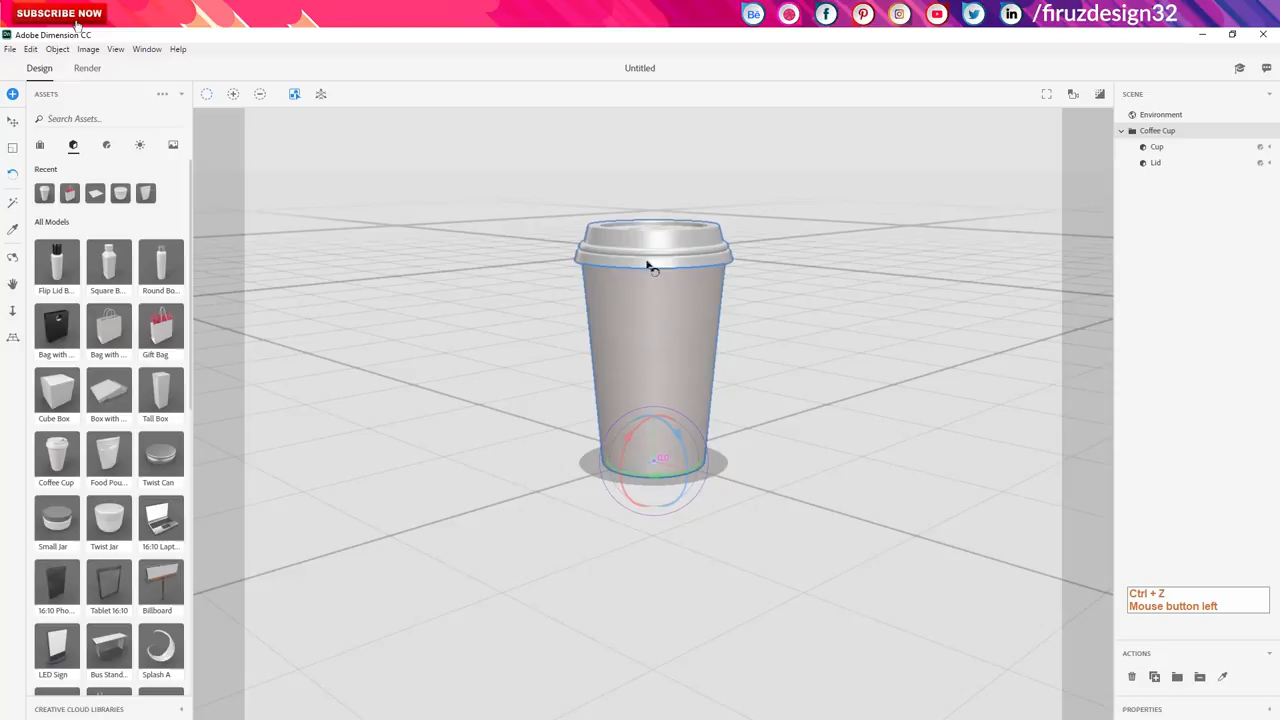 SUBSCRIBE NOW
/firuzdesign32
Dn Adobe Dimension CC
File Edit Object Image View Window Help
Design Render
Untitled
ASSETS
Search Assets...
Recent
All Models
Flip Lid B... Square B... Round Bo...
Bag with ... Bag with ... Gift Bag
Cube Box Box with ... Tall Box
Coffee Cup Food Pou... Twist Can
Small Jar Twist Jar 16:10 Lapt...
16:10 Pho... Tablet 16:10 Billboard
LED Sign Bus Stand... Splash A
CREATIVE CLOUD LIBRARIES
SCENE
Environment
Coffee Cup
Cup
Lid
Ctrl + Z
Mouse button left
ACTIONS
PROPERTIES